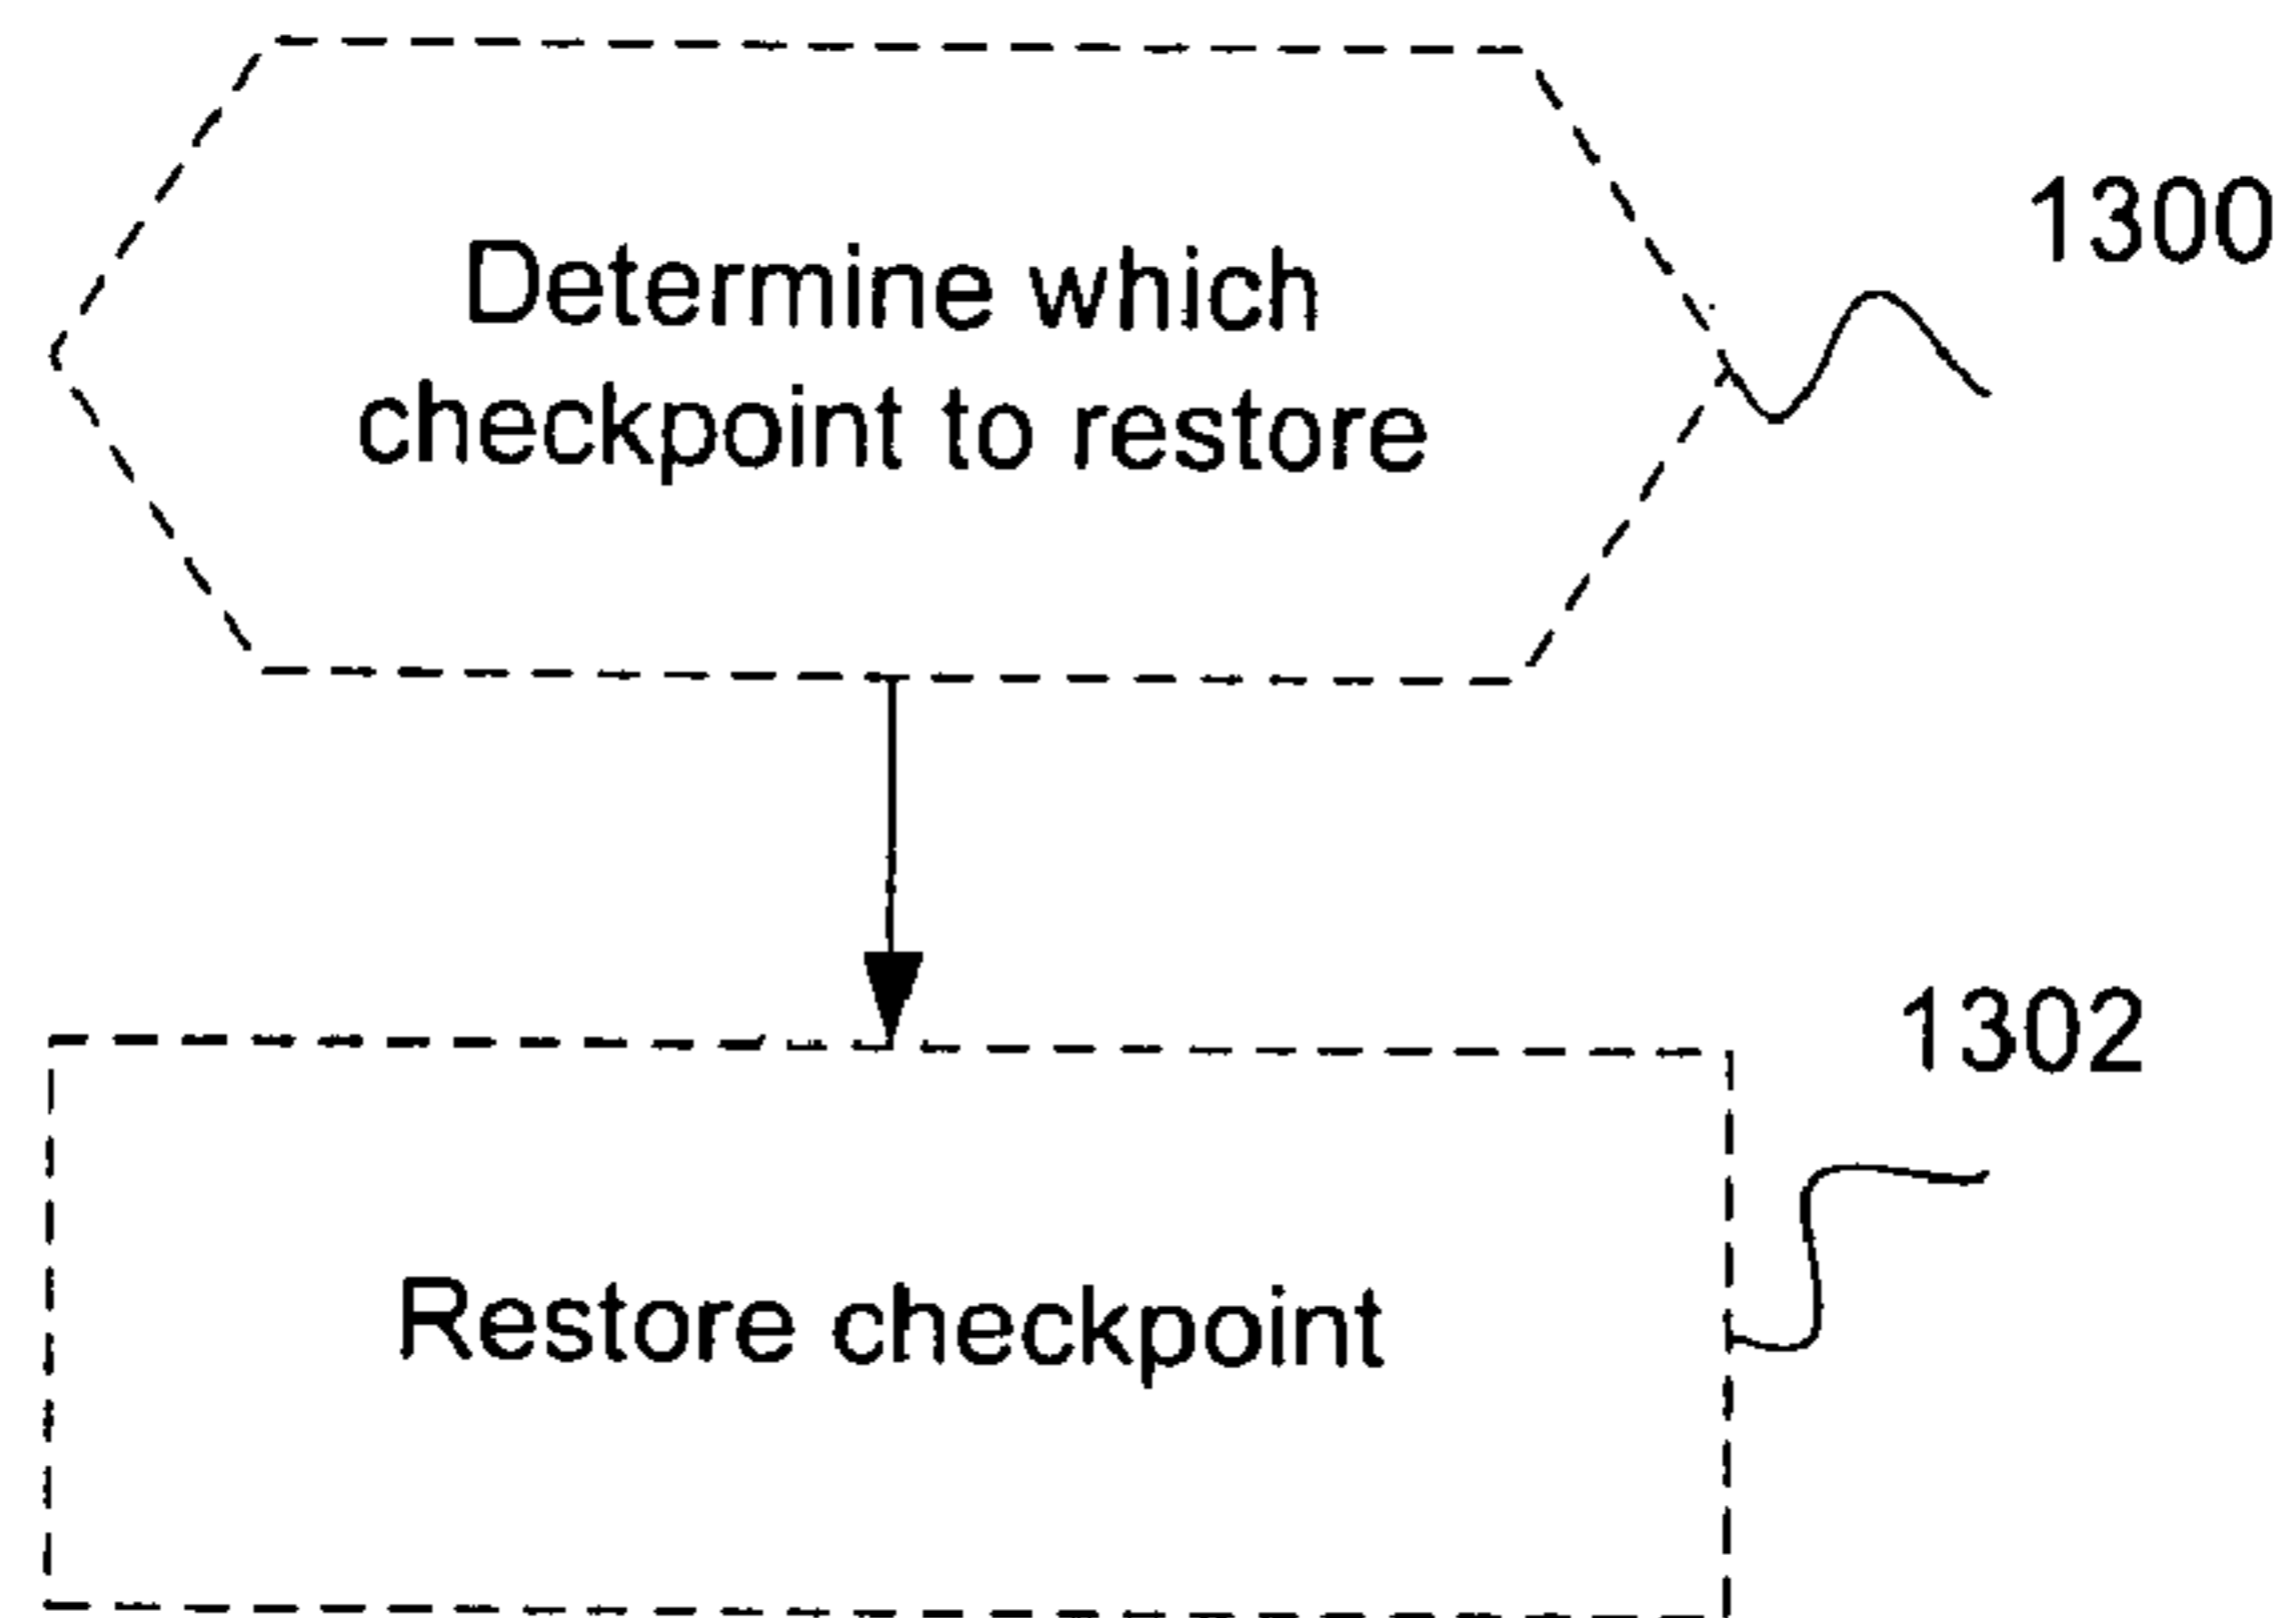 Determine which
checkpoint to restore
1300
1302
Restore checkpoint